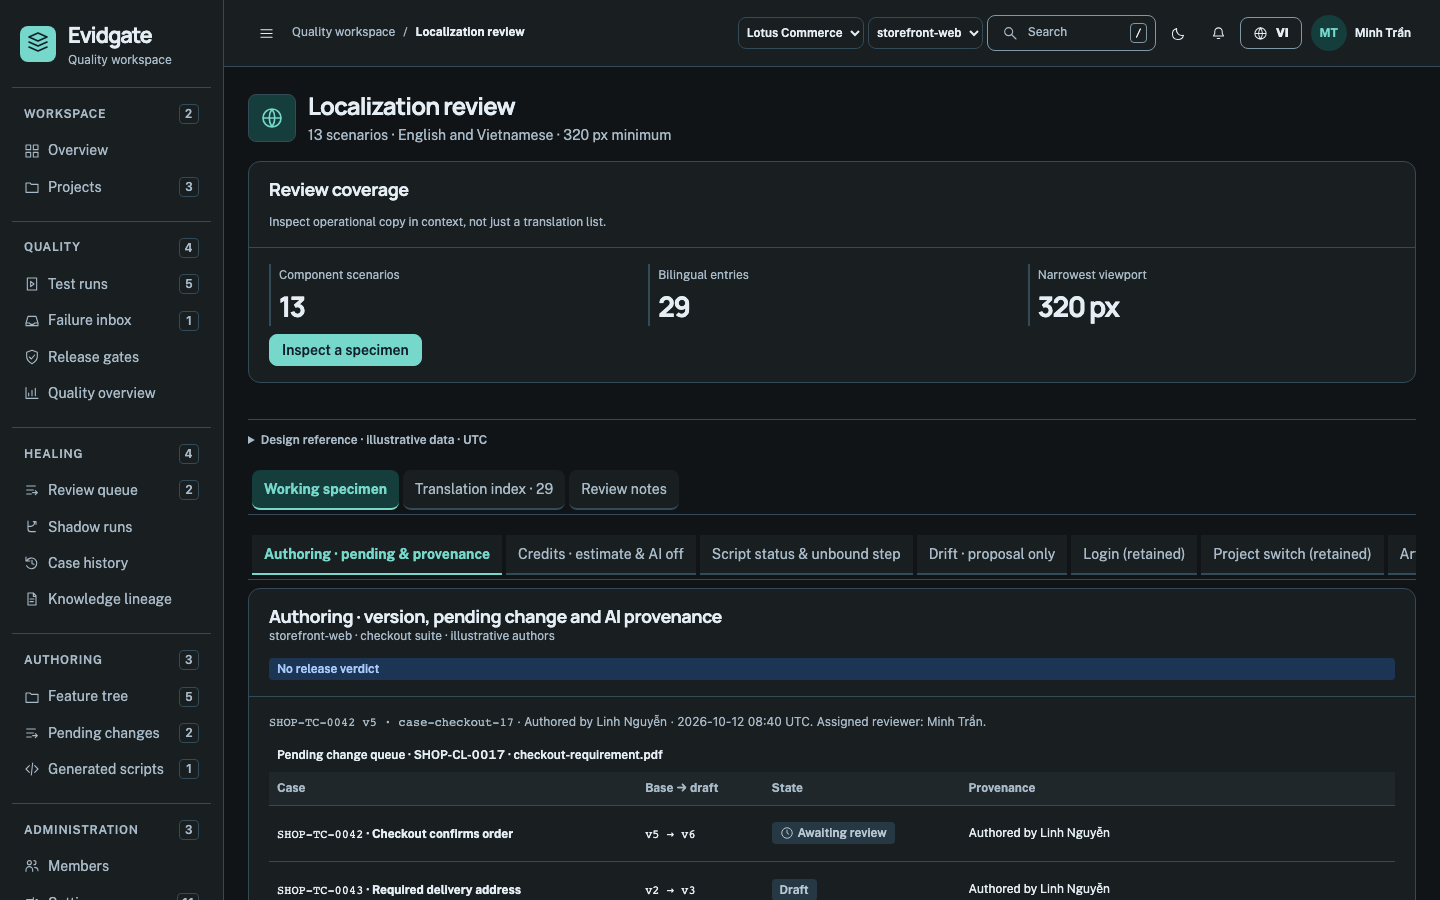 Evidgate
Quality workspace
WORKSPACE 2
Overview
Projects 3
QUALITY 4
Test runs 5
Failure inbox 1
Release gates
Quality overview
HEALING 4
Review queue 2
Shadow runs
Case history
Knowledge lineage
AUTHORING 3
Feature tree 5
Pending changes 2
Generated scripts 1
ADMINISTRATION 3
Members
Quality workspace / Localization review
Lotus Commerce
storefront-web
Search /
VI
MT Minh Trần
Localization review
13 scenarios · English and Vietnamese · 320 px minimum
Review coverage
Inspect operational copy in context, not just a translation list.
Component scenarios
13
Bilingual entries
29
Narrowest viewport
320 px
Inspect a specimen
Design reference · illustrative data · UTC
Working specimen
Translation index · 29
Review notes
Authoring · pending & provenance
Credits · estimate & AI off
Script status & unbound step
Drift · proposal only
Login (retained)
Project switch (retained)
Authoring · version, pending change and AI provenance
storefront-web · checkout suite · illustrative authors
No release verdict
SHOP-TC-0042 v5 · case-checkout-17 · Authored by Linh Nguyễn · 2026-10-12 08:40 UTC. Assigned reviewer: Minh Trần.
Pending change queue · SHOP-CL-0017 · checkout-requirement.pdf
Case Base → draft State Provenance
SHOP-TC-0042 · Checkout confirms order v5 → v6 Awaiting review Authored by Linh Nguyễn
SHOP-TC-0043 · Required delivery address v2 → v3 Draft Authored by Linh Nguyễn